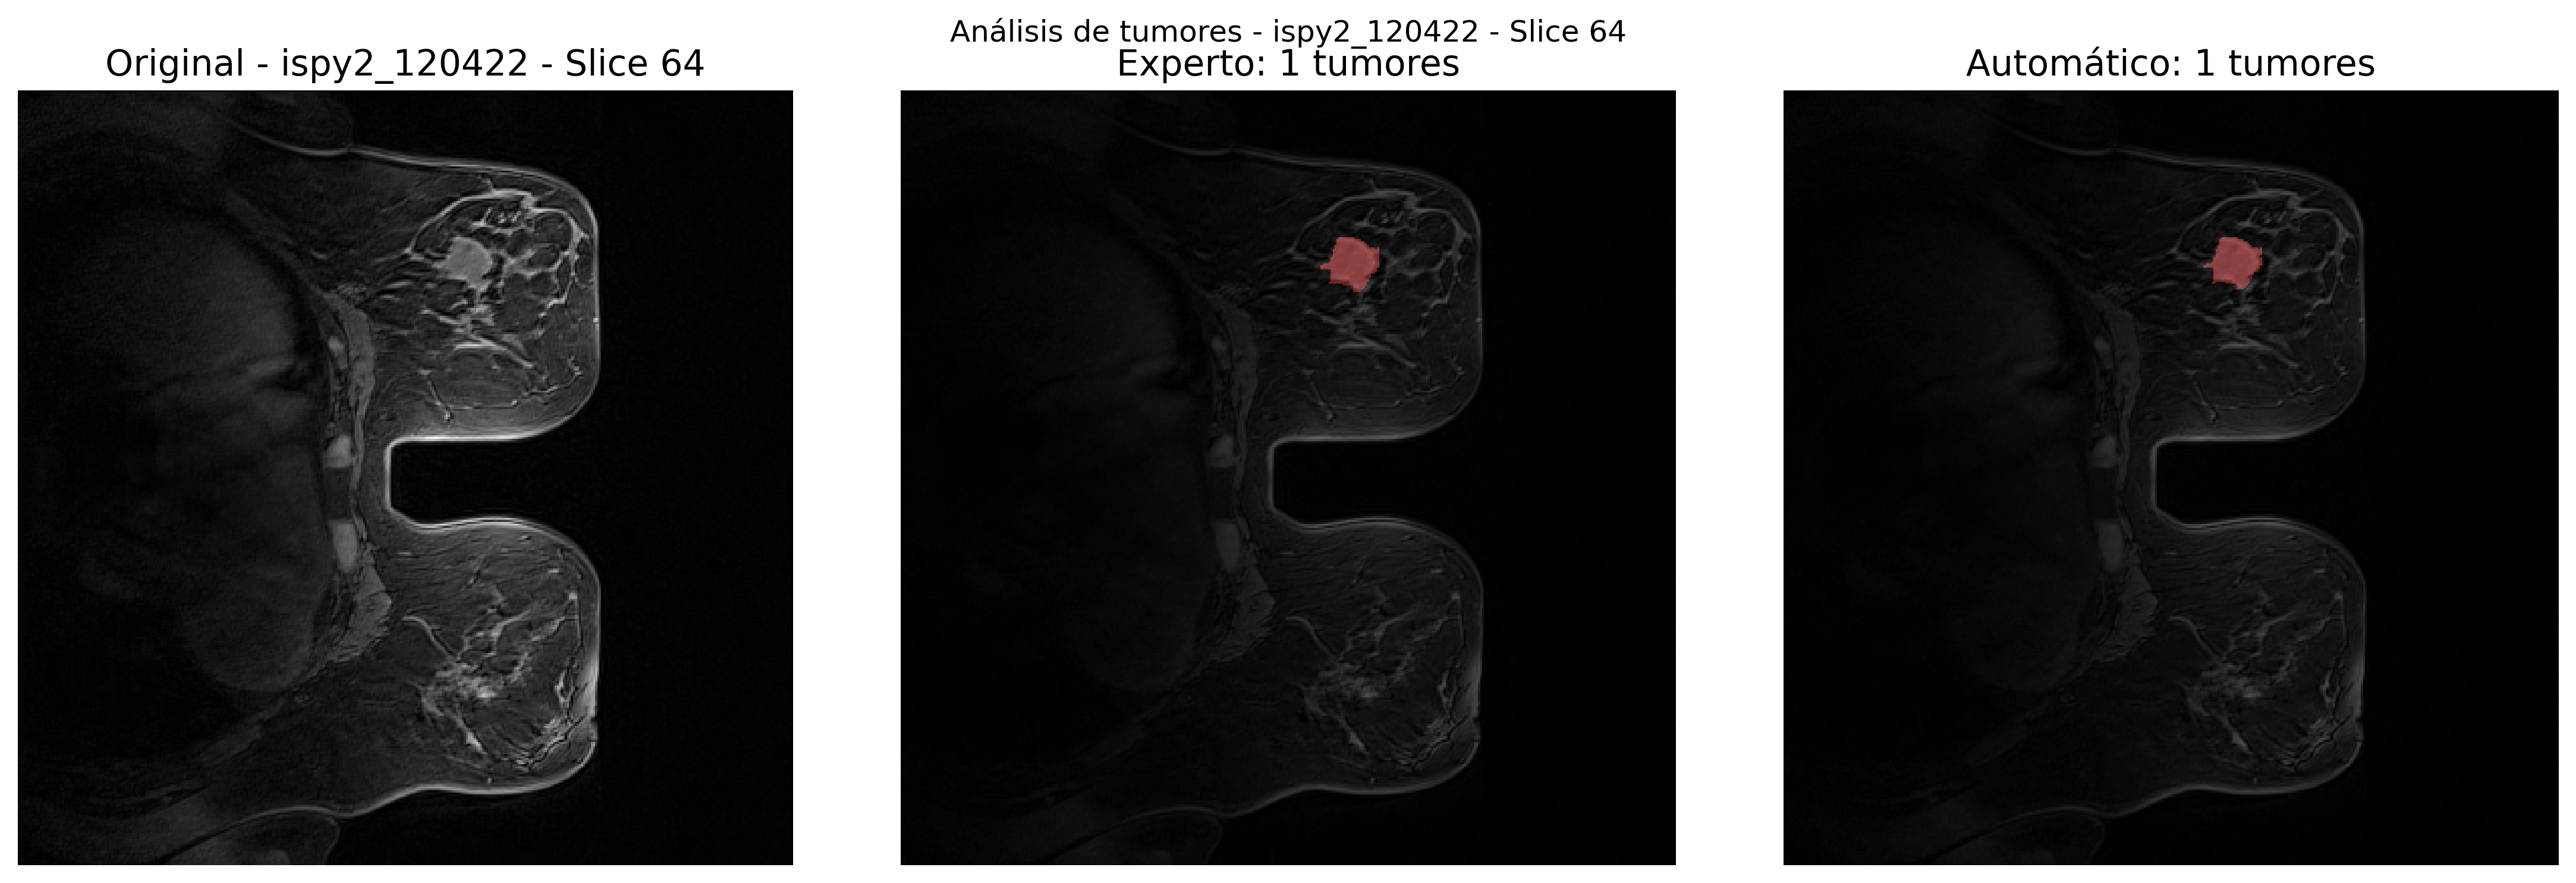 Análisis de tumores - ispy2_120422 - Slice 64
Original - ispy2_120422 - Slice 64
Experto: 1 tumores
Automático: 1 tumores